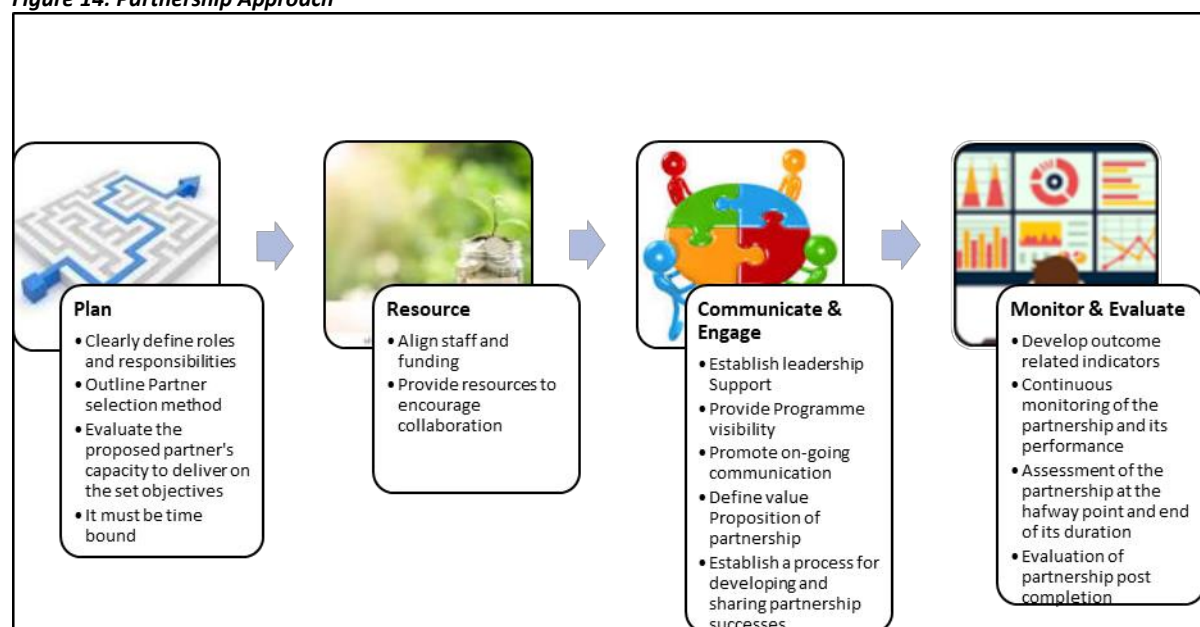 Figure 14: Partnership Approach
Plan
• Clearly define roles
and responsibilities
• Outline Partner
selection method
• Evaluate the
proposed partner's
capacity to deliver on
the set objectives
• It must be time
bound
Resource
• Align staff and
funding
• Provide resources to
encourage
collaboration
Communicate &
Engage
• Establish leadership
Support
• Provide Programme
visibility
• Promote on-going
communication
• Define value
Proposition of
partnership
• Establish a process for
developing and
sharing partnership
successes
Monitor & Evaluate
• Develop outcome
related indicators
• Continuous
monitoring of the
partnership and its
performance
• Assessment of the
partnership at the
hafway point and end
of its duration
• Evaluation of
partnership post
completion